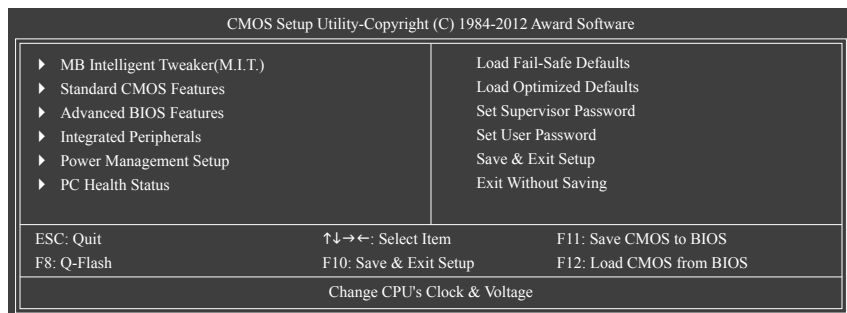 CMOS Setup Utility-Copyright (C) 1984-2012 Award Software
MB Intelligent Tweaker(M.I.T.)
Standard CMOS Features
Advanced BIOS Features
Integrated Peripherals
Power Management Setup
PC Health Status
Load Fail-Safe Defaults
Load Optimized Defaults
Set Supervisor Password
Set User Password
Save & Exit Setup
Exit Without Saving
ESC: Quit
↑↓→←: Select Item
F11: Save CMOS to BIOS
F8: Q-Flash
F10: Save & Exit Setup
F12: Load CMOS from BIOS
Change CPU's Clock & Voltage